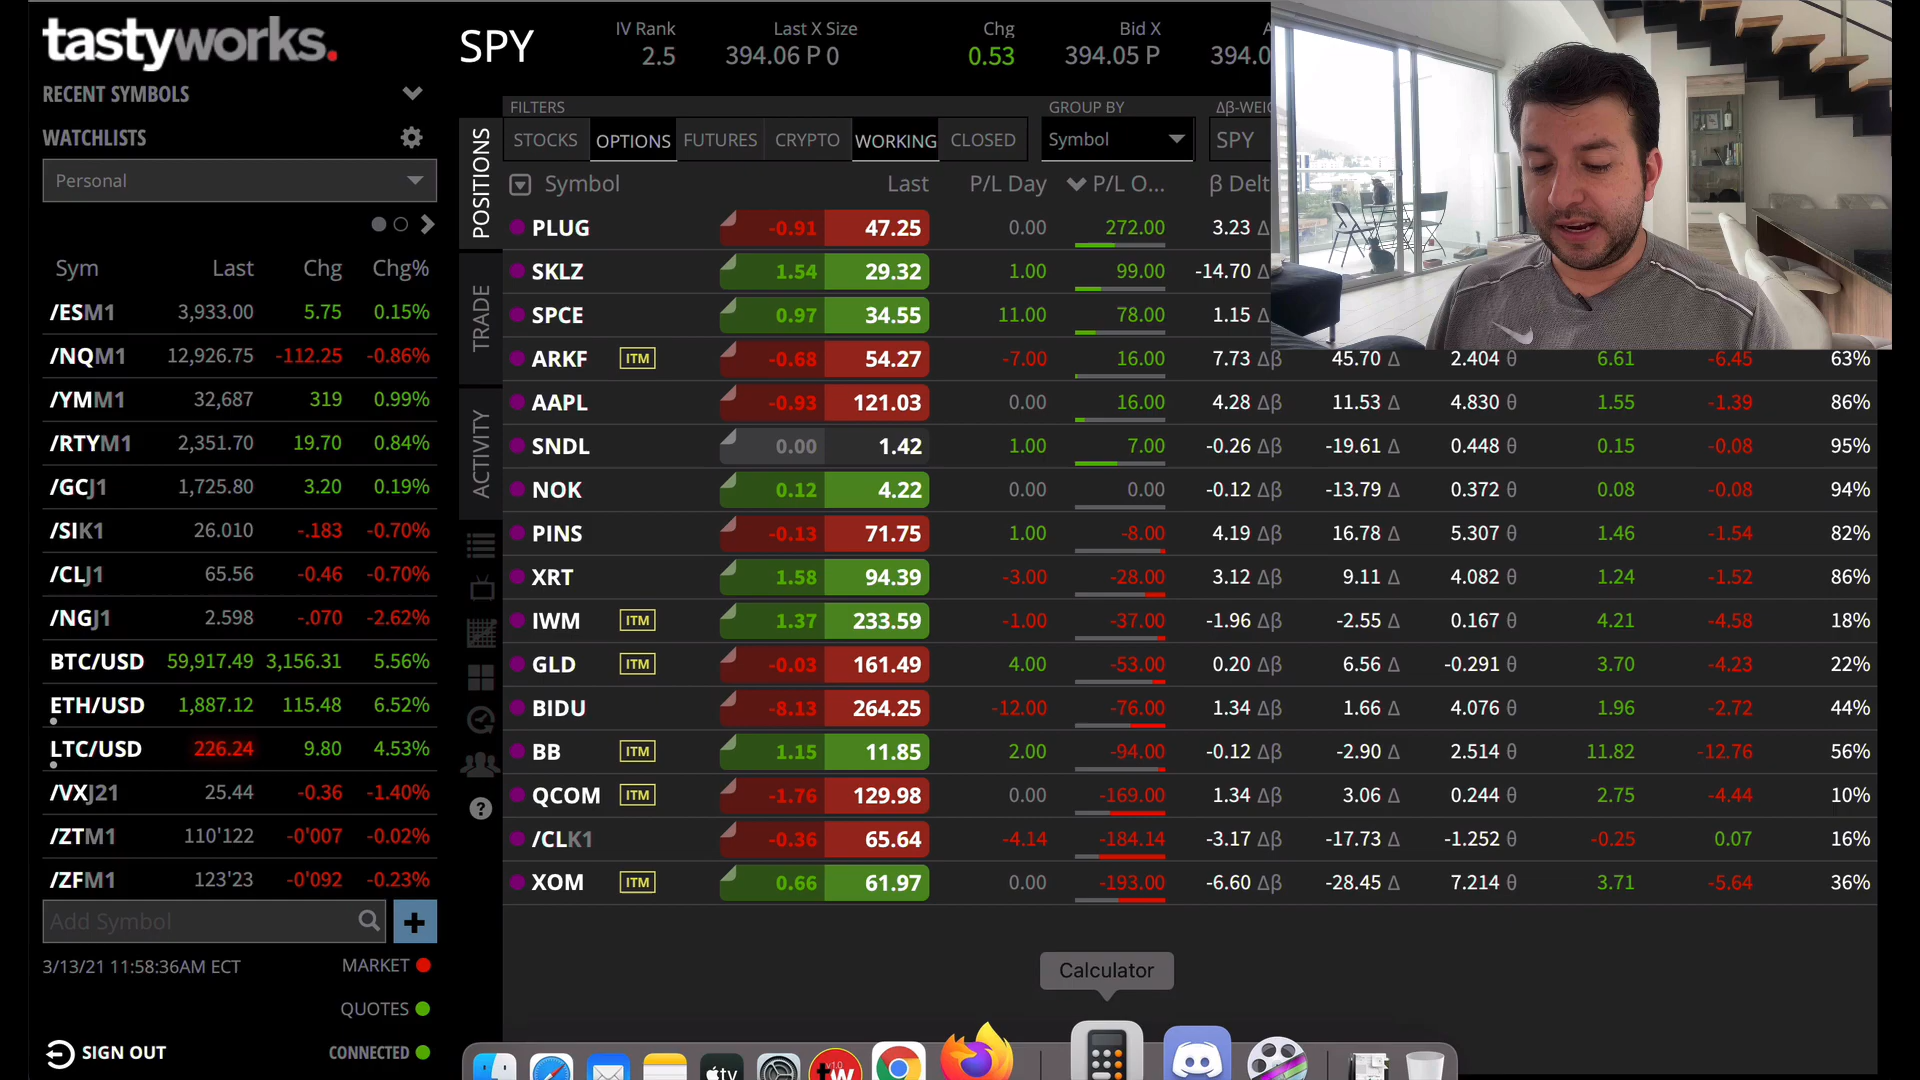 tastyworks.
RECENT SYMBOLS
WATCHLISTS
Personal
Sym Last Chg Chg%
/ESM1 3,933.00 5.75 0.15%
/NQM1 12,926.75 -112.25 -0.86%
/YMM1 32,687 319 0.99%
/RTYM1 2,351.70 19.70 0.84%
/GCJ1 1,725.80 3.20 0.19%
/SIK1 26.010 -.183 -0.70%
/CLJ1 65.56 -0.46 -0.70%
/NGJ1 2.598 -.070 -2.62%
BTC/USD 59,917.49 3,156.31 5.56%
ETH/USD 1,887.12 115.48 6.52%
LTC/USD 226.24 9.80 4.53%
/VXJ21 25.44 -0.36 -1.40%
/ZTM1 110'122 -0'007 -0.02%
/ZFM1 123'23 -0'092 -0.23%
Add Symbol
3/13/21 11:58:36AM ECT MARKET
QUOTES
SIGN OUT CONNECTED
SPY
IV Rank Last X Size Chg Bid X A
2.5 394.06 P 0 0.53 394.05 P 394.0
POSITIONS
TRADE
ACTIVITY
FILTERS GROUP BY Δβ-WEIG
STOCKS OPTIONS FUTURES CRYPTO WORKING CLOSED Symbol SPY
Symbol Last P/L Day P/L O... β Delt
PLUG -0.91 47.25 0.00 272.00 3.23 Δ
SKLZ 1.54 29.32 1.00 99.00 -14.70 Δ
SPCE 0.97 34.55 11.00 78.00 1.15 Δ
ARKF ITM -0.68 54.27 -7.00 16.00 7.73 Δβ 45.70 Δ 2.404 θ 6.61 -6.45 63%
AAPL -0.93 121.03 0.00 16.00 4.28 Δβ 11.53 Δ 4.830 θ 1.55 -1.39 86%
SNDL 0.00 1.42 1.00 7.00 -0.26 Δβ -19.61 Δ 0.448 θ 0.15 -0.08 95%
NOK 0.12 4.22 0.00 0.00 -0.12 Δβ -13.79 Δ 0.372 θ 0.08 -0.08 94%
PINS -0.13 71.75 1.00 -8.00 4.19 Δβ 16.78 Δ 5.307 θ 1.46 -1.54 82%
XRT 1.58 94.39 -3.00 -28.00 3.12 Δβ 9.11 Δ 4.082 θ 1.24 -1.52 86%
IWM ITM 1.37 233.59 -1.00 -37.00 -1.96 Δβ -2.55 Δ 0.167 θ 4.21 -4.58 18%
GLD ITM -0.03 161.49 4.00 -53.00 0.20 Δβ 6.56 Δ -0.291 θ 3.70 -4.23 22%
BIDU -8.13 264.25 -12.00 -76.00 1.34 Δβ 1.66 Δ 4.076 θ 1.96 -2.72 44%
BB ITM 1.15 11.85 2.00 -94.00 -0.12 Δβ -2.90 Δ 2.514 θ 11.82 -12.76 56%
QCOM ITM -1.76 129.98 0.00 -169.00 1.34 Δβ 3.06 Δ 0.244 θ 2.75 -4.44 10%
/CLK1 -0.36 65.64 -4.14 -184.14 -3.17 Δβ -17.73 Δ -1.252 θ -0.25 0.07 16%
XOM ITM 0.66 61.97 0.00 -193.00 -6.60 Δβ -28.45 Δ 7.214 θ 3.71 -5.64 36%
Calculator
tv
tw
v1.0